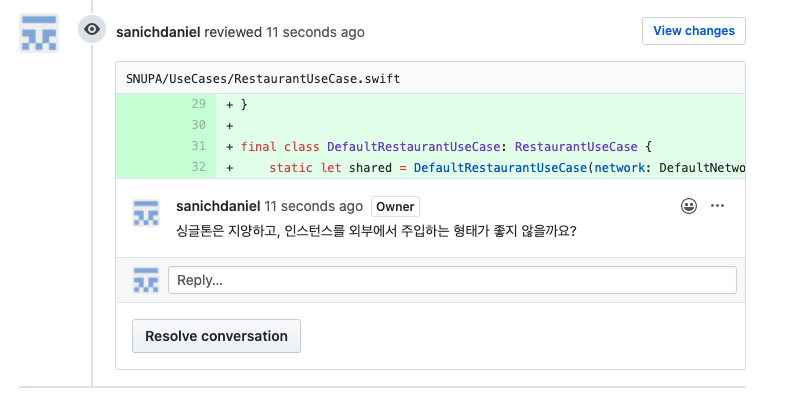 sanichdaniel reviewed 11 seconds ago
View changes
SNUPA/UseCases/RestaurantUseCase.swift
29 + }
30 +
31 + final class DefaultRestaurantUseCase: RestaurantUseCase {
32 + static let shared = DefaultRestaurantUseCase(network: DefaultNetwo
sanichdaniel 11 seconds ago Owner
싱글톤은 지양하고, 인스턴스를 외부에서 주입하는 형태가 좋지 않을까요?
Reply...
Resolve conversation